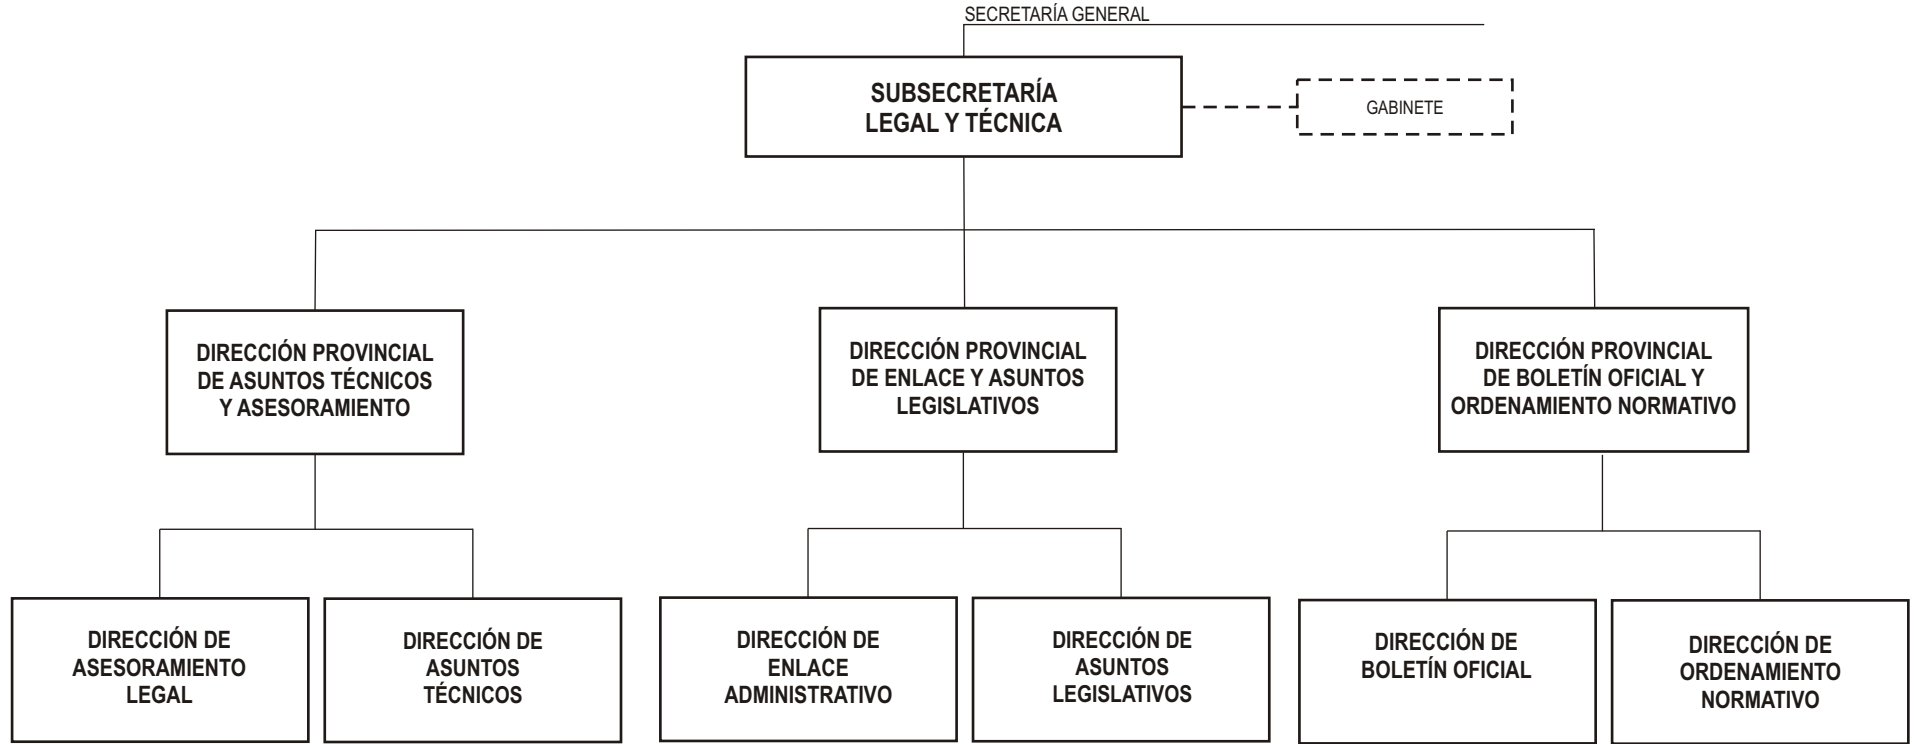 SECRETARÍA GENERAL
SUBSECRETARÍA
LEGAL Y TÉCNICA
GABINETE
DIRECCIÓN PROVINCIAL
DE ASUNTOS TÉCNICOS
Y ASESORAMIENTO
DIRECCIÓN PROVINCIAL
DE ENLACE Y ASUNTOS
LEGISLATIVOS
DIRECCIÓN PROVINCIAL
DE BOLETÍN OFICIAL Y
ORDENAMIENTO NORMATIVO
DIRECCIÓN DE
ASESORAMIENTO
LEGAL
DIRECCIÓN DE
ASUNTOS
TÉCNICOS
DIRECCIÓN DE
ENLACE
ADMINISTRATIVO
DIRECCIÓN DE
ASUNTOS
LEGISLATIVOS
DIRECCIÓN DE
BOLETÍN OFICIAL
DIRECCIÓN DE
ORDENAMIENTO
NORMATIVO